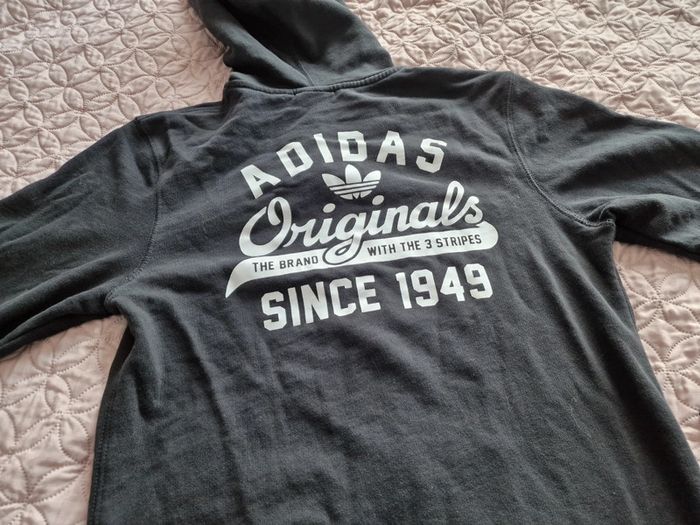 ADIDAS
Originals
THE BRAND WITH THE 3 STRIPES
SINCE 1949